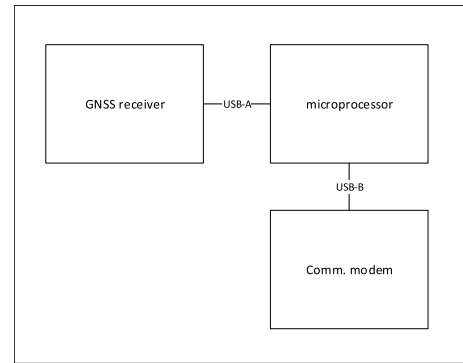 GNSS receiver
USB-A
microprocessor
USB-B
Comm. modem